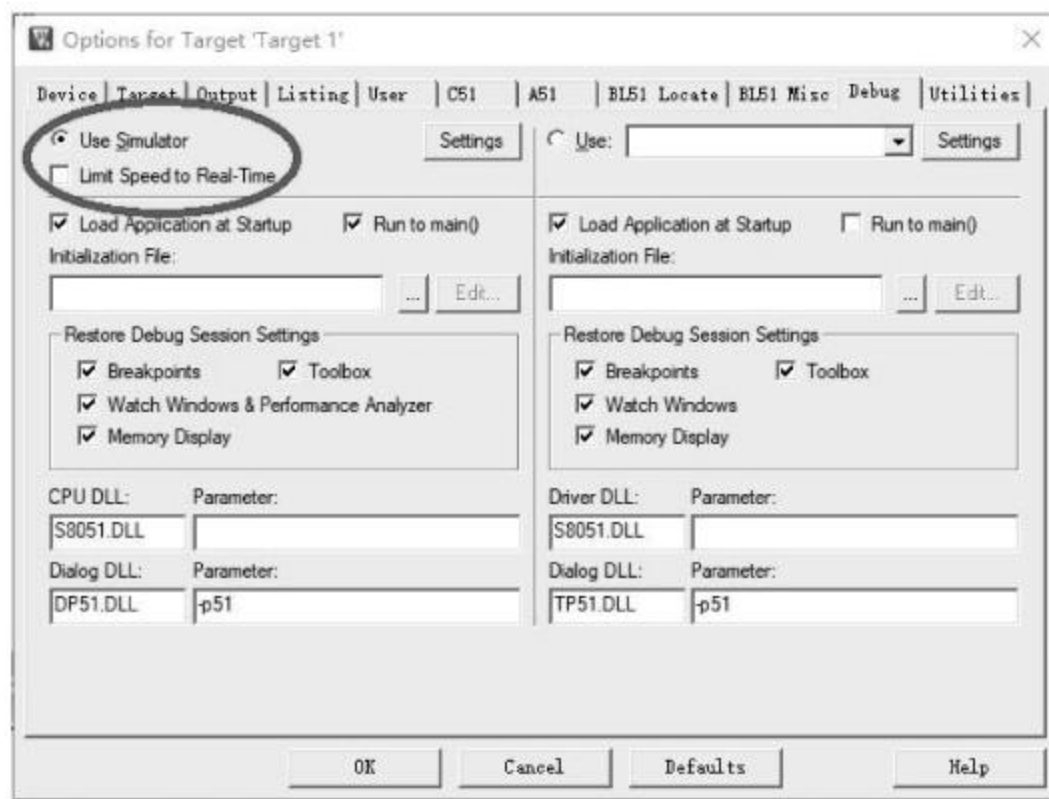 Options for Target 'Target 1'
Device Target Output Listing User C51 A51 BL51 Locate BL51 Misc Debug Utilities
Use Simulator Settings Use: Settings
Limit Speed to Real-Time
Load Application at Startup Run to main() Load Application at Startup Run to main()
Initialization File: Initialization File:
... Edit... ... Edit...
Restore Debug Session Settings Restore Debug Session Settings
Breakpoints Toolbox Breakpoints Toolbox
Watch Windows & Performance Analyzer Watch Windows
Memory Display Memory Display
CPU DLL: Parameter: Driver DLL: Parameter:
S8051.DLL S8051.DLL
Dialog DLL: Parameter: Dialog DLL: Parameter:
DP51.DLL -p51 TP51.DLL -p51
OK Cancel Defaults Help